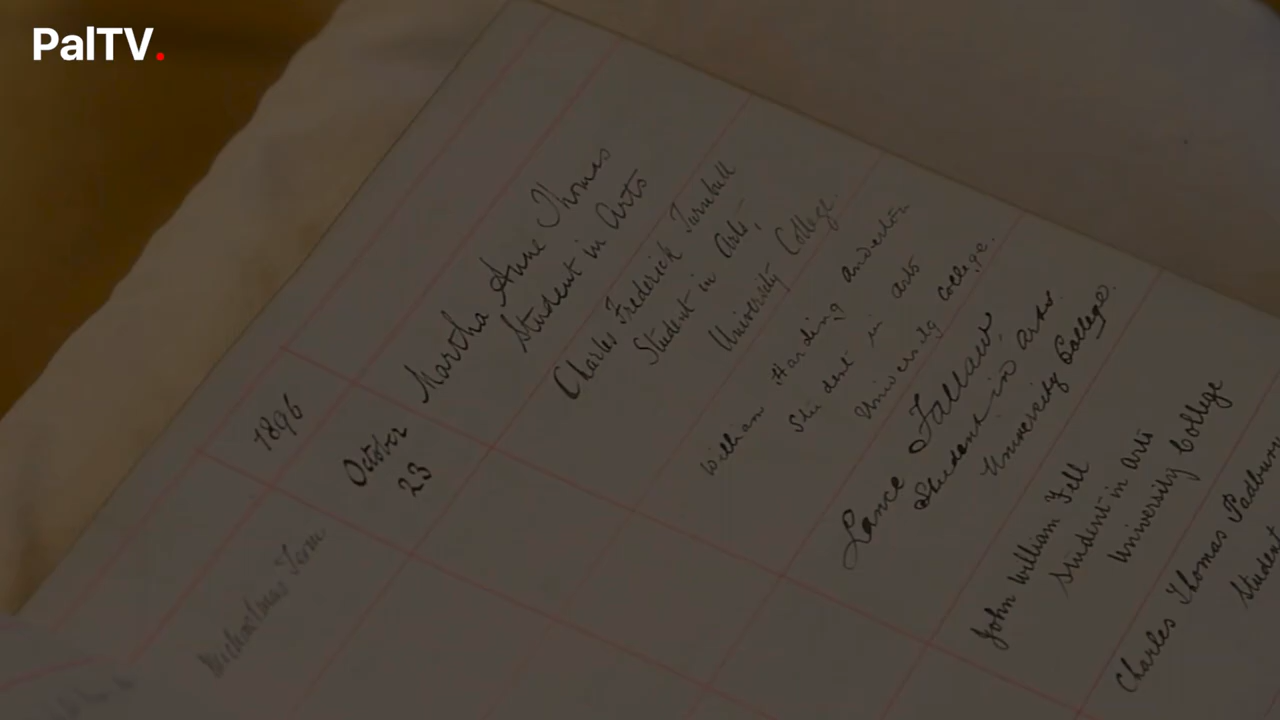 PalTV.
1896
Michaelmas Term
October
23
Martha Anne Thomas
Student in Arts
Charles Frederick Turnbull
Student in Arts,
University College.
William Harding Anderton
Student in arts
University College.
Lance Fallaw.
Student in arts.
University College.
John William Fell
Student in arts
University College
Charles Thomas
Student